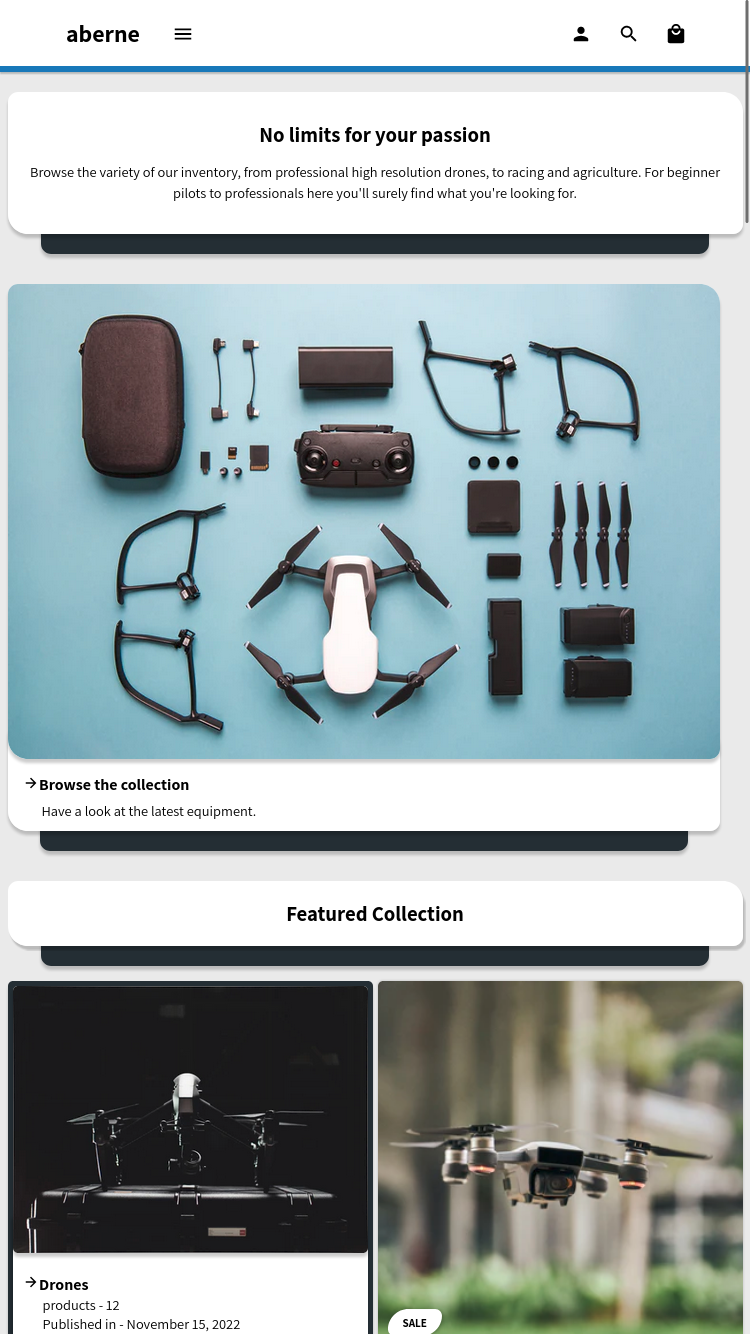 aberne
No limits for your passion
Browse the variety of our inventory, from professional high resolution drones, to racing and agriculture. For beginner
pilots to professionals here you'll surely find what you're looking for.
Browse the collection
Have a look at the latest equipment.
Featured Collection
Drones
products - 12
Published in - November 15, 2022
SALE